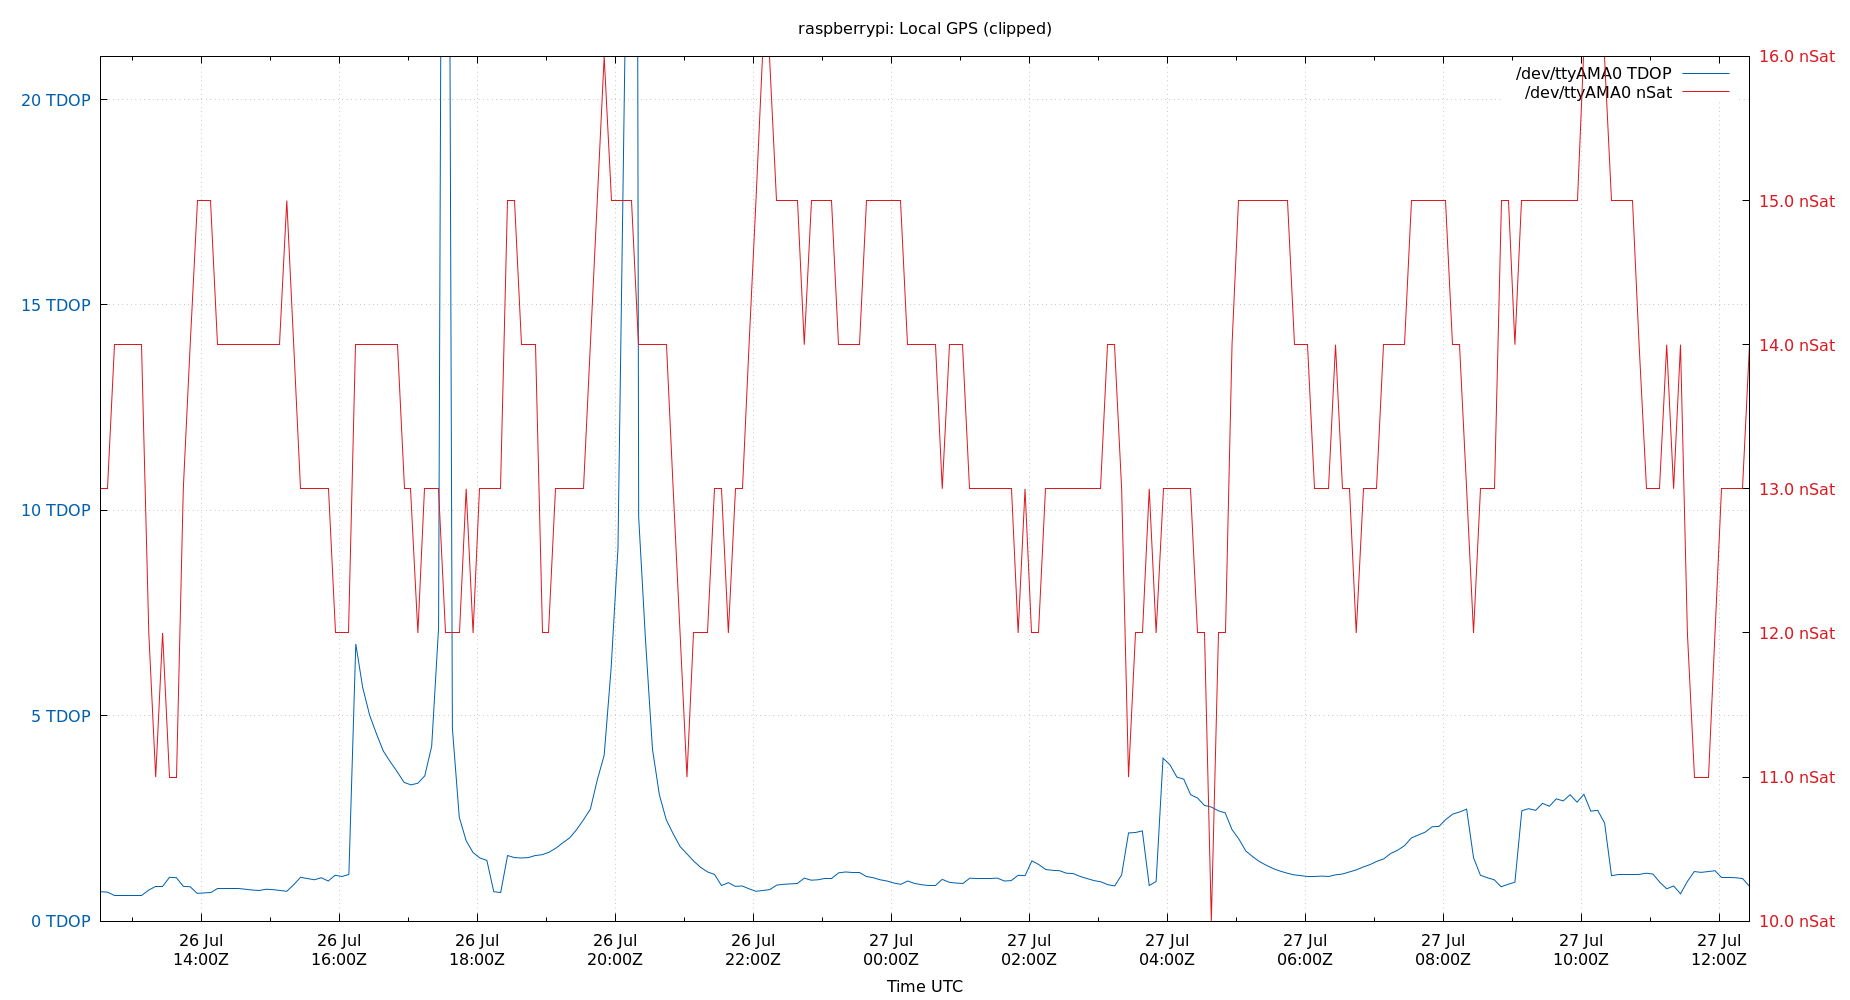 raspberrypi: Local GPS (clipped)
/dev/ttyAMA0 TDOP
/dev/ttyAMA0 nSat
20 TDOP
15 TDOP
10 TDOP
5 TDOP
0 TDOP
16.0 nSat
15.0 nSat
14.0 nSat
13.0 nSat
12.0 nSat
11.0 nSat
10.0 nSat
26 Jul
14:00Z
26 Jul
16:00Z
26 Jul
18:00Z
26 Jul
20:00Z
26 Jul
22:00Z
27 Jul
00:00Z
27 Jul
02:00Z
27 Jul
04:00Z
27 Jul
06:00Z
27 Jul
08:00Z
27 Jul
10:00Z
27 Jul
12:00Z
Time UTC